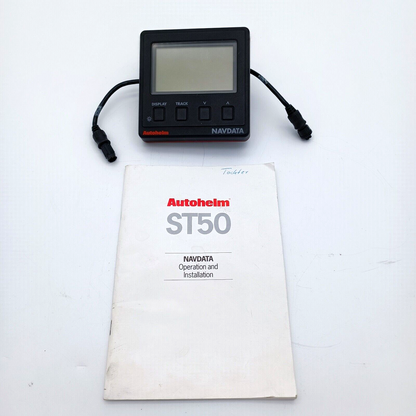 DISPLAY TRACK V Λ
Autohelm NAVDATA
Autohelm
ST50
NAVDATA
Operation and
Installation